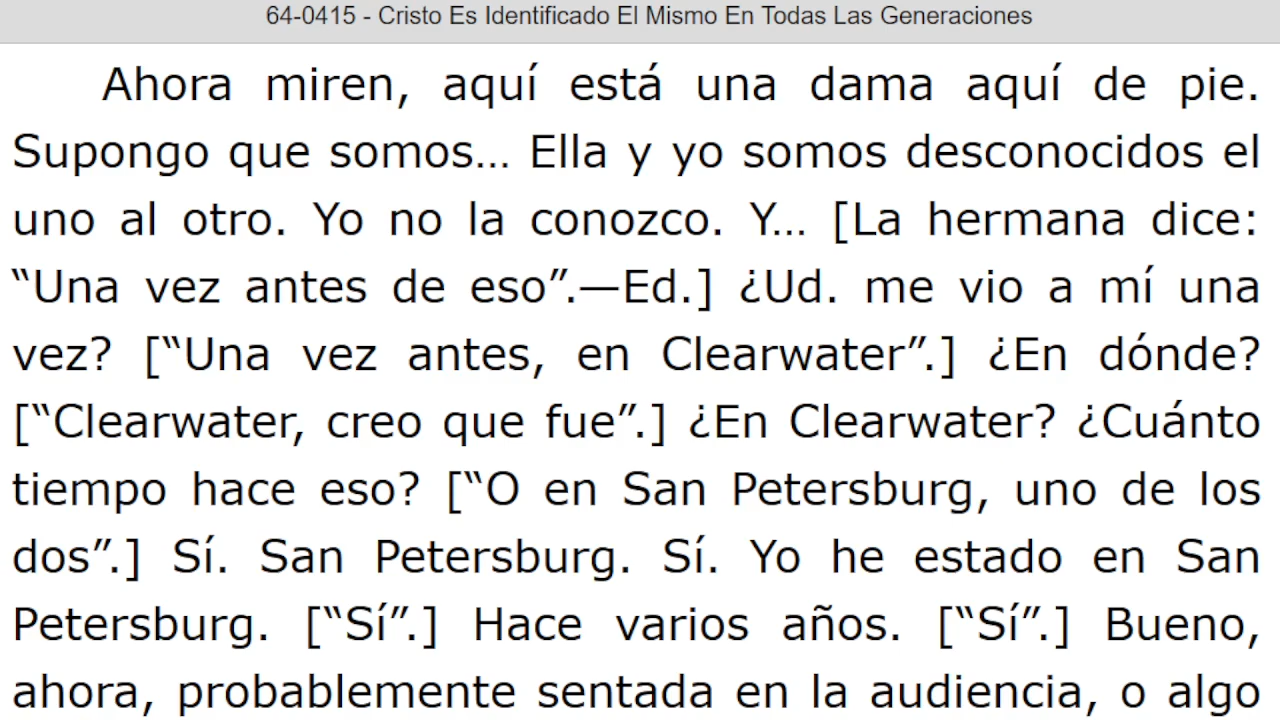 64-0415 - Cristo Es Identificado El Mismo En Todas Las Generaciones
Ahora miren, aquí está una dama aquí de pie.
Supongo que somos... Ella y yo somos desconocidos el
uno al otro. Yo no la conozco. Y... [La hermana dice:
“Una vez antes de eso”.—Ed.] ¿Ud. me vio a mí una
vez? [“Una vez antes, en Clearwater”.] ¿En dónde?
[“Clearwater, creo que fue”.] ¿En Clearwater? ¿Cuánto
tiempo hace eso? [“O en San Petersburg, uno de los
dos”.] Sí. San Petersburg. Sí. Yo he estado en San
Petersburg. [“Sí”.] Hace varios años. [“Sí”.] Bueno,
ahora, probablemente sentada en la audiencia, o algo